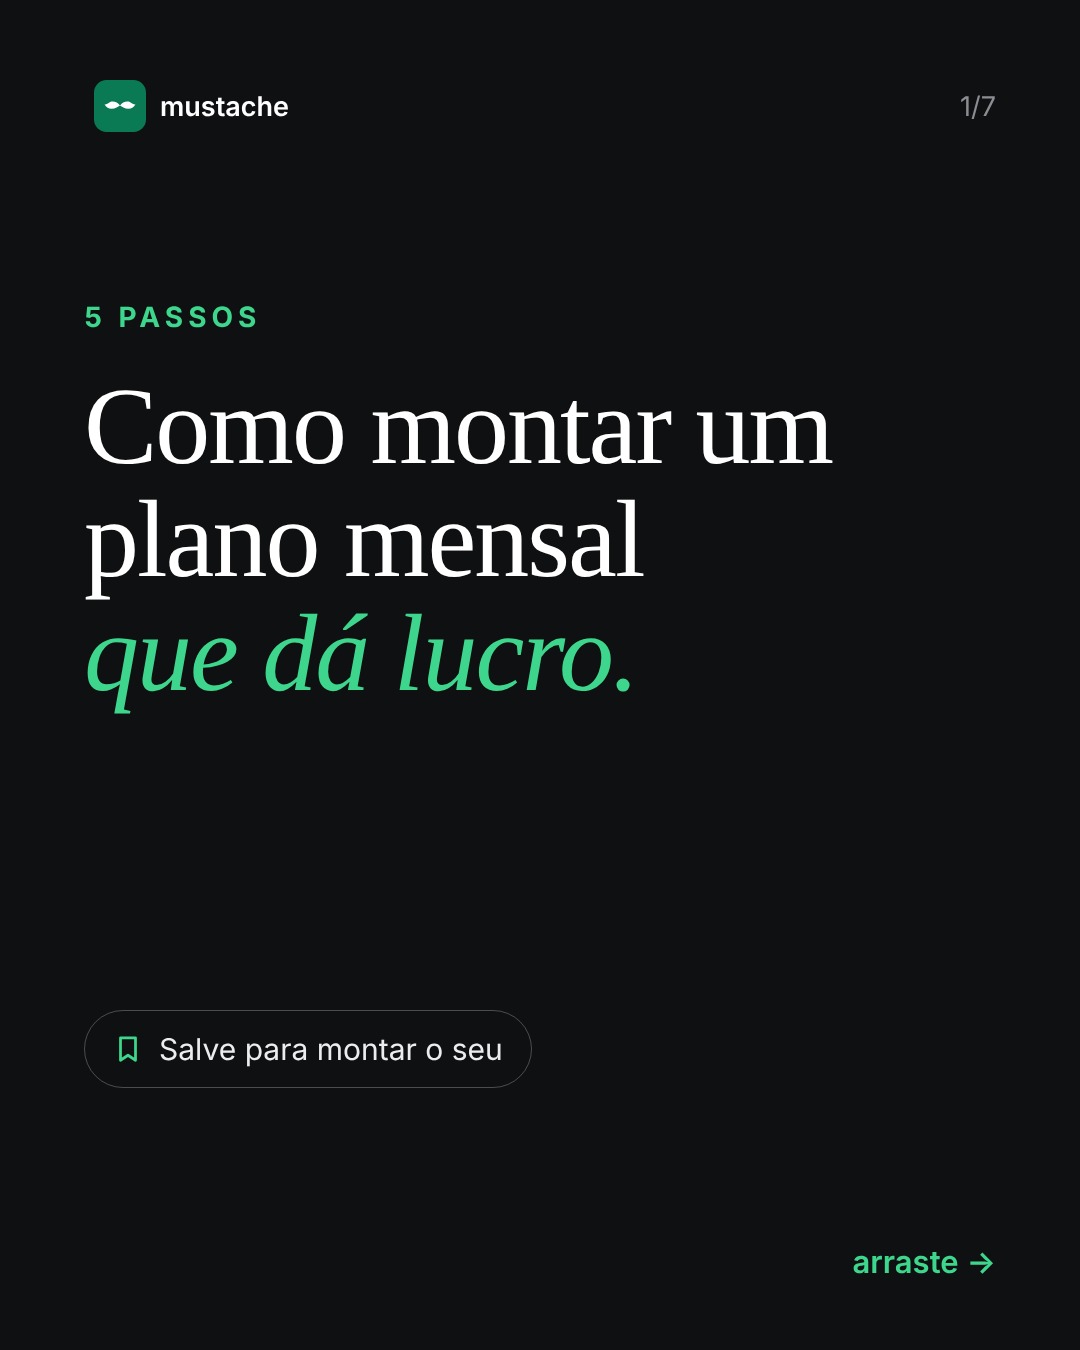 mustache
1/7
5 PASSOS
Como montar um
plano mensal
que dá lucro.
Salve para montar o seu
arraste →